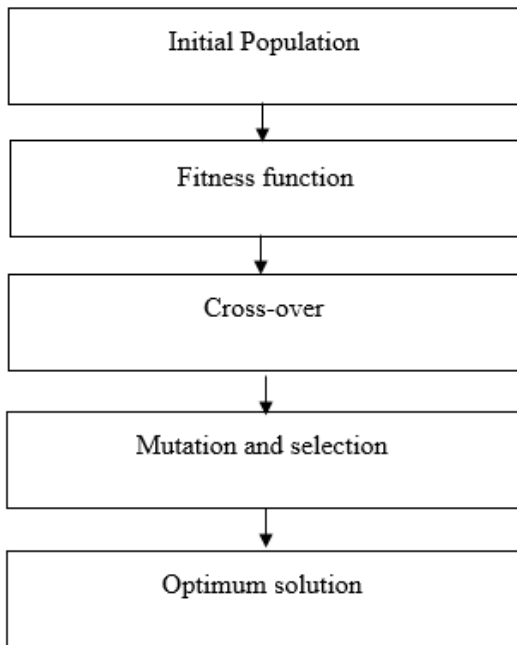 Initial Population
Fitness function
Cross-over
Mutation and selection
Optimum solution